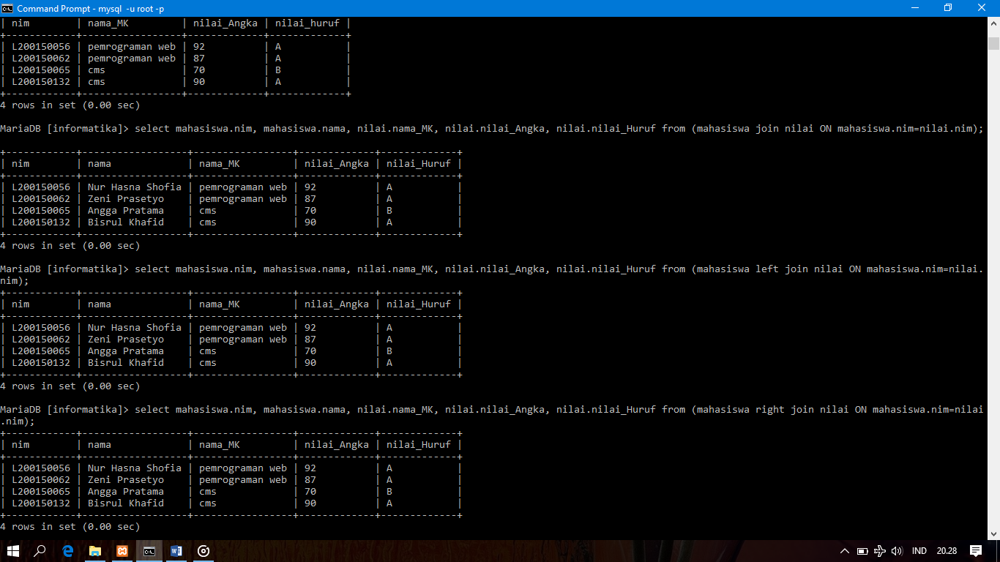 Command Prompt - mysql -u root -p
| nim        | nama_MK         | nilai_Angka | nilai_huruf |
+------------+-----------------+-------------+-------------+
| L200150056 | pemrograman web | 92          | A           |
| L200150062 | pemrograman web | 87          | A           |
| L200150065 | cms             | 70          | B           |
| L200150132 | cms             | 90          | A           |
+------------+-----------------+-------------+-------------+
4 rows in set (0.00 sec)
MariaDB [informatika]> select mahasiswa.nim, mahasiswa.nama, nilai.nama_MK, nilai.nilai_Angka, nilai.nilai_Huruf from (mahasiswa join nilai ON mahasiswa.nim=nilai.nim);
+------------+------------------+-----------------+-------------+-------------+
| nim        | nama             | nama_MK         | nilai_Angka | nilai_Huruf |
+------------+------------------+-----------------+-------------+-------------+
| L200150056 | Nur Hasna Shofia | pemrograman web | 92          | A           |
| L200150062 | Zeni Prasetyo    | pemrograman web | 87          | A           |
| L200150065 | Angga Pratama    | cms             | 70          | B           |
| L200150132 | Bisrul Khafid    | cms             | 90          | A           |
+------------+------------------+-----------------+-------------+-------------+
4 rows in set (0.00 sec)
MariaDB [informatika]> select mahasiswa.nim, mahasiswa.nama, nilai.nama_MK, nilai.nilai_Angka, nilai.nilai_Huruf from (mahasiswa left join nilai ON mahasiswa.nim=nilai.
nim);
+------------+------------------+-----------------+-------------+-------------+
| nim        | nama             | nama_MK         | nilai_Angka | nilai_Huruf |
+------------+------------------+-----------------+-------------+-------------+
| L200150056 | Nur Hasna Shofia | pemrograman web | 92          | A           |
| L200150062 | Zeni Prasetyo    | pemrograman web | 87          | A           |
| L200150065 | Angga Pratama    | cms             | 70          | B           |
| L200150132 | Bisrul Khafid    | cms             | 90          | A           |
+------------+------------------+-----------------+-------------+-------------+
4 rows in set (0.00 sec)
MariaDB [informatika]> select mahasiswa.nim, mahasiswa.nama, nilai.nama_MK, nilai.nilai_Angka, nilai.nilai_Huruf from (mahasiswa right join nilai ON mahasiswa.nim=nilai
.nim);
+------------+------------------+-----------------+-------------+-------------+
| nim        | nama             | nama_MK         | nilai_Angka | nilai_Huruf |
+------------+------------------+-----------------+-------------+-------------+
| L200150056 | Nur Hasna Shofia | pemrograman web | 92          | A           |
| L200150062 | Zeni Prasetyo    | pemrograman web | 87          | A           |
| L200150065 | Angga Pratama    | cms             | 70          | B           |
| L200150132 | Bisrul Khafid    | cms             | 90          | A           |
+------------+------------------+-----------------+-------------+-------------+
4 rows in set (0.00 sec)
IND 20.28